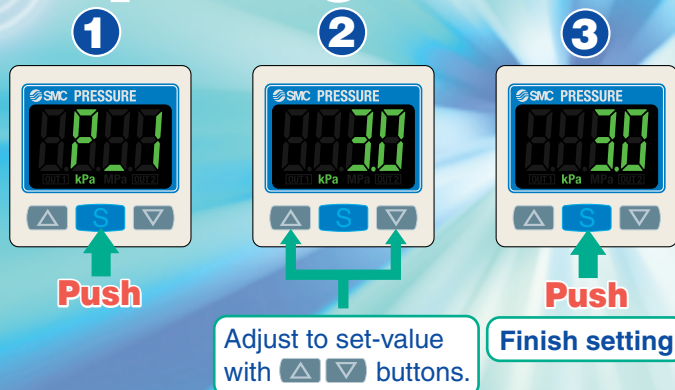 1
2
3
SMC PRESSURE
P_1
OUT1 kPa MPa OUT2
△ S ▽
Push
SMC PRESSURE
3.0
OUT1 kPa MPa OUT2
△ S ▽
Adjust to set-value
with △ ▽ buttons.
SMC PRESSURE
3.0
OUT1 kPa MPa OUT2
△ S ▽
Push
Finish setting